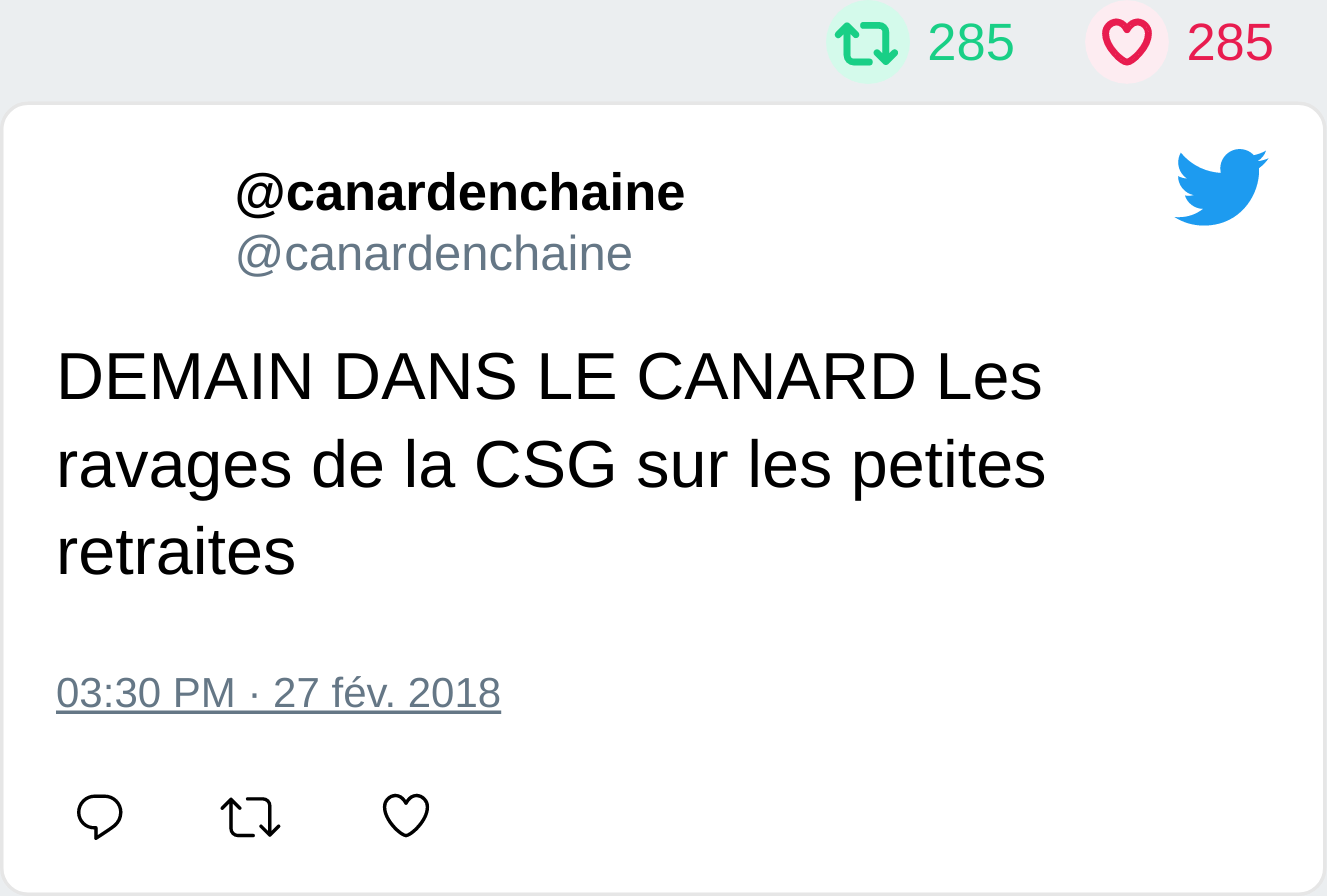 285 285
@canardenchaine
@canardenchaine
DEMAIN DANS LE CANARD Les
ravages de la CSG sur les petites
retraites
03:30 PM · 27 fév. 2018